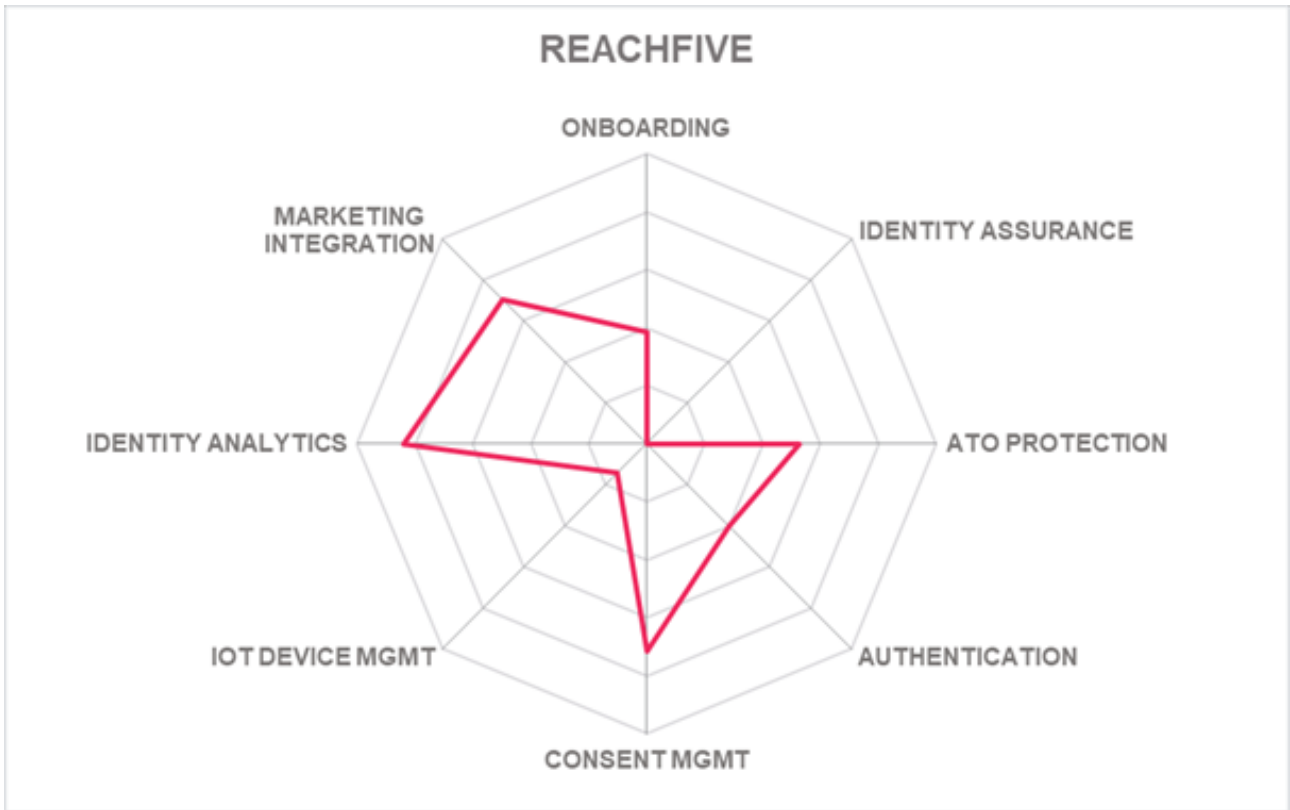 REACHFIVE
ONBOARDING
MARKETING
INTEGRATION
IDENTITY ASSURANCE
IDENTITY ANALYTICS
ATO PROTECTION
IOT DEVICE MGMT
AUTHENTICATION
CONSENT MGMT